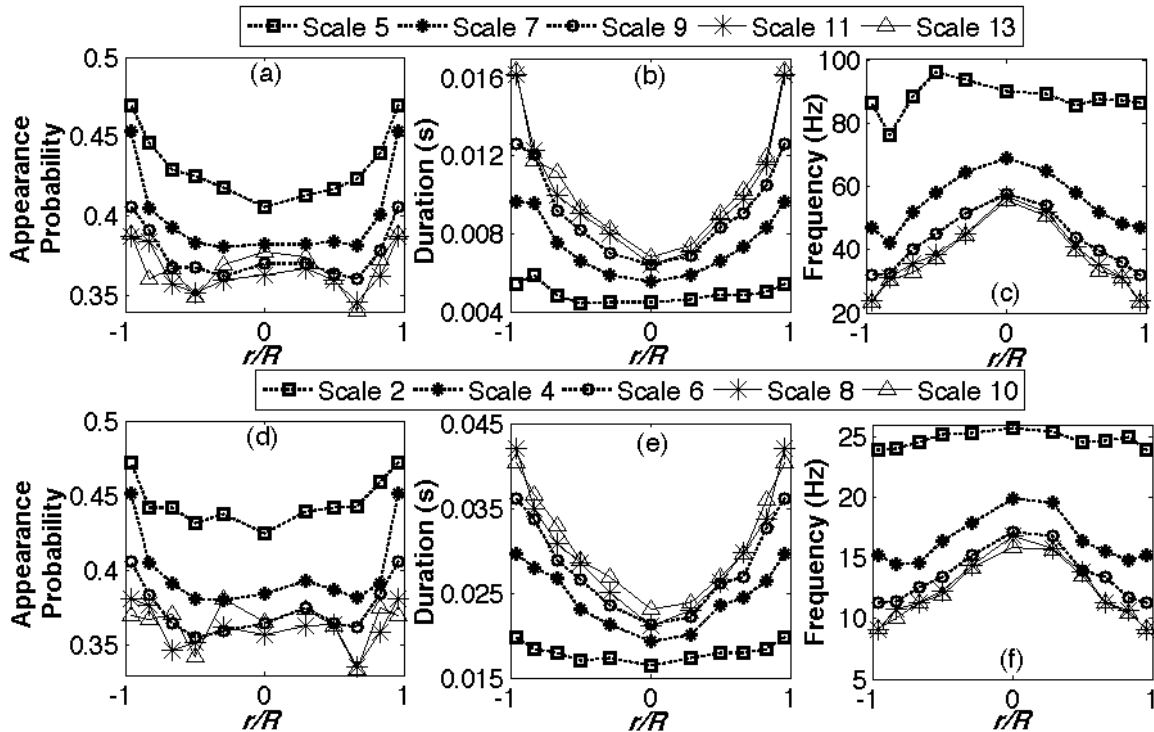 Scale 5 Scale 7 Scale 9 Scale 11 Scale 13
Appearance
Probability
0.5
0.45
0.4
0.35
(a)
-1 0 1
r/R
Duration (s)
0.016
0.012
0.008
0.004
(b)
-1 0 1
r/R
Frequency (Hz)
100
80
60
40
20
(c)
-1 0 1
r/R
Scale 2 Scale 4 Scale 6 Scale 8 Scale 10
Appearance
Probability
0.5
0.45
0.4
0.35
(d)
-1 0 1
r/R
Duration (s)
0.045
0.035
0.025
0.015
(e)
-1 0 1
r/R
Frequency (Hz)
25
20
15
10
5
(f)
-1 0 1
r/R